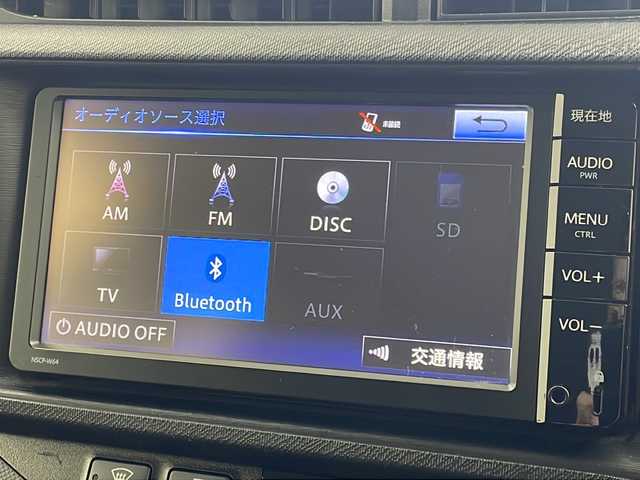 オーディオソース選択
未接続
現在地
AM
FM
DISC
SD
AUDIO
PWR
MENU
CTRL
TV
Bluetooth
AUX
VOL+
AUDIO OFF
交通情報
VOL−
NSCP-W64